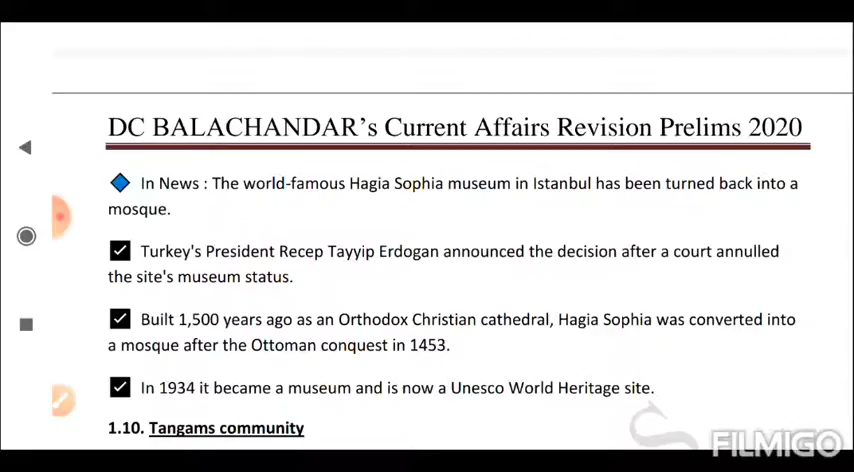 DC BALACHANDAR's Current Affairs Revision Prelims 2020
In News : The world-famous Hagia Sophia museum in Istanbul has been turned back into a
mosque.
Turkey's President Recep Tayyip Erdogan announced the decision after a court annulled
the site's museum status.
Built 1,500 years ago as an Orthodox Christian cathedral, Hagia Sophia was converted into
a mosque after the Ottoman conquest in 1453.
In 1934 it became a museum and is now a Unesco World Heritage site.
1.10. Tangams community
FILMIGO